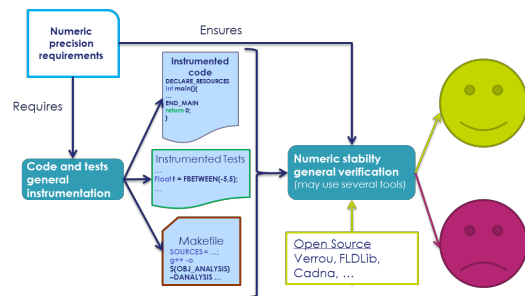 Numeric
precision
requirements
Ensures
Requires
Instrumented
code
DECLARE_RESOURCES
int main(){
...
END_MAIN
return 0;
}
Code and tests
general
instrumentation
Instrumented Tests
...
Float t = FBETWEEN(-5,5);
...
Makefile
SOURCES= ...;
g++ -o
$(OBJ_ANALYSIS)
–DANALYSIS ...
Numeric stabilty
general verification
(may use several tools)
Open Source
Verrou, FLDLib,
Cadna, ...